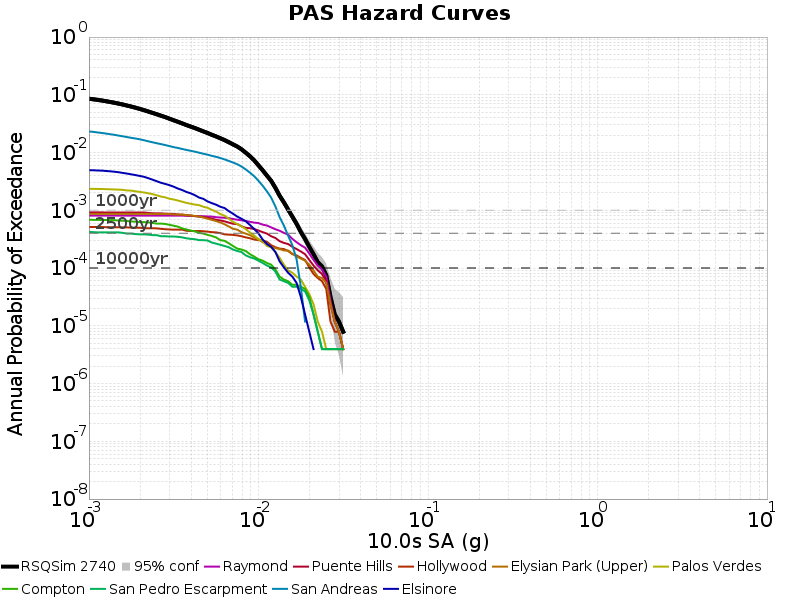 PAS Hazard Curves
Annual Probability of Exceedance
10^0
10^-1
10^-2
10^-3
10^-4
10^-5
10^-6
10^-7
10^-8
1000yr
2500yr
10000yr
10^-3 10^-2 10^-1 10^0 10^1
10.0s SA (g)
RSQSim 2740 95% conf Raymond Puente Hills Hollywood Elysian Park (Upper) Palos Verdes
Compton San Pedro Escarpment San Andreas Elsinore